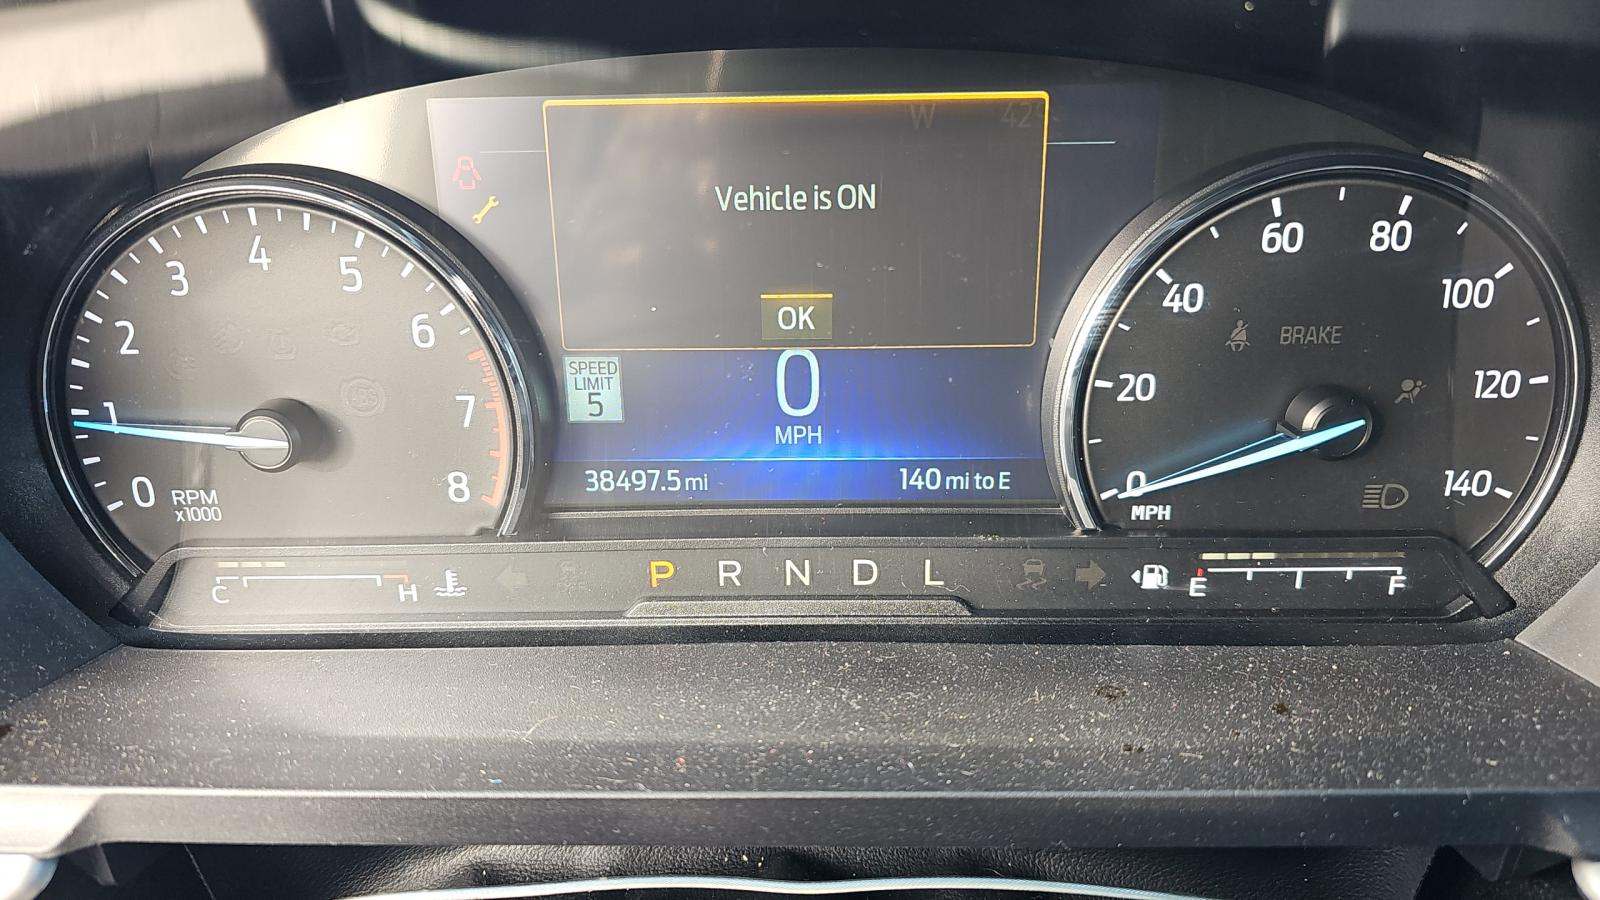 W 42
Vehicle is ON
OK
SPEED
LIMIT
5
0
MPH
38497.5 mi
140 mi to E
0
1
2
3
4
5
6
7
8
RPM
x1000
0
20
40
60
80
100
120
140
MPH
BRAKE
C
H
P R N D L
E
F